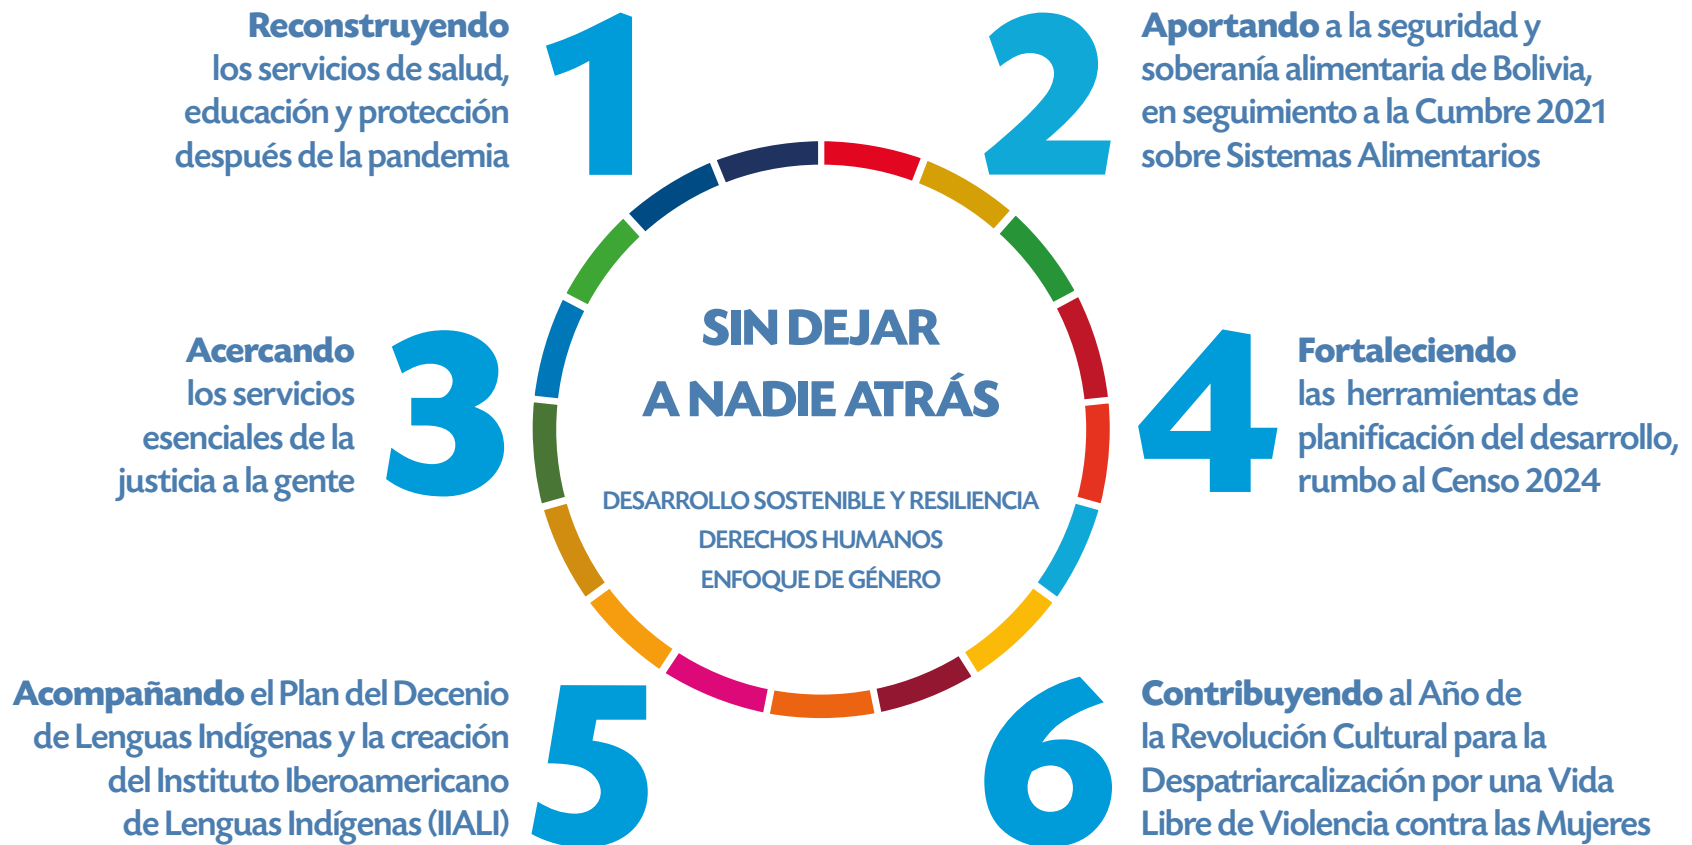 1
Reconstruyendo
los servicios de salud,
educación y protección
después de la pandemia
2
Aportando a la seguridad y
soberanía alimentaria de Bolivia,
en seguimiento a la Cumbre 2021
sobre Sistemas Alimentarios
SIN DEJAR
A NADIE ATRÁS
DESARROLLO SOSTENIBLE Y RESILIENCIA
DERECHOS HUMANOS
ENFOQUE DE GÉNERO
3
Acercando
los servicios
esenciales de la
justicia a la gente
4
Fortaleciendo
las herramientas de
planificación del desarrollo,
rumbo al Censo 2024
5
Acompañando el Plan del Decenio
de Lenguas Indígenas y la creación
del Instituto Iberoamericano
de Lenguas Indígenas (IIALI)
6
Contribuyendo al Año de
la Revolución Cultural para la
Despatriarcalización por una Vida
Libre de Violencia contra las Mujeres